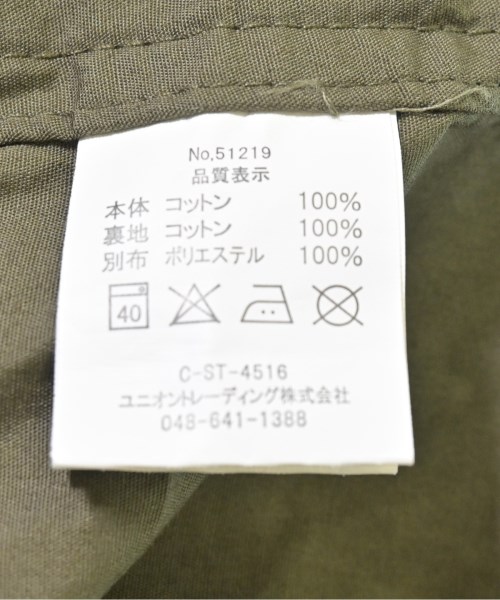 No,51219
品質表示
本体 コットン 100%
裏地 コットン 100%
別布 ポリエステル 100%
40
C-ST-4516
ユニオントレーディング株式会社
048-641-1388